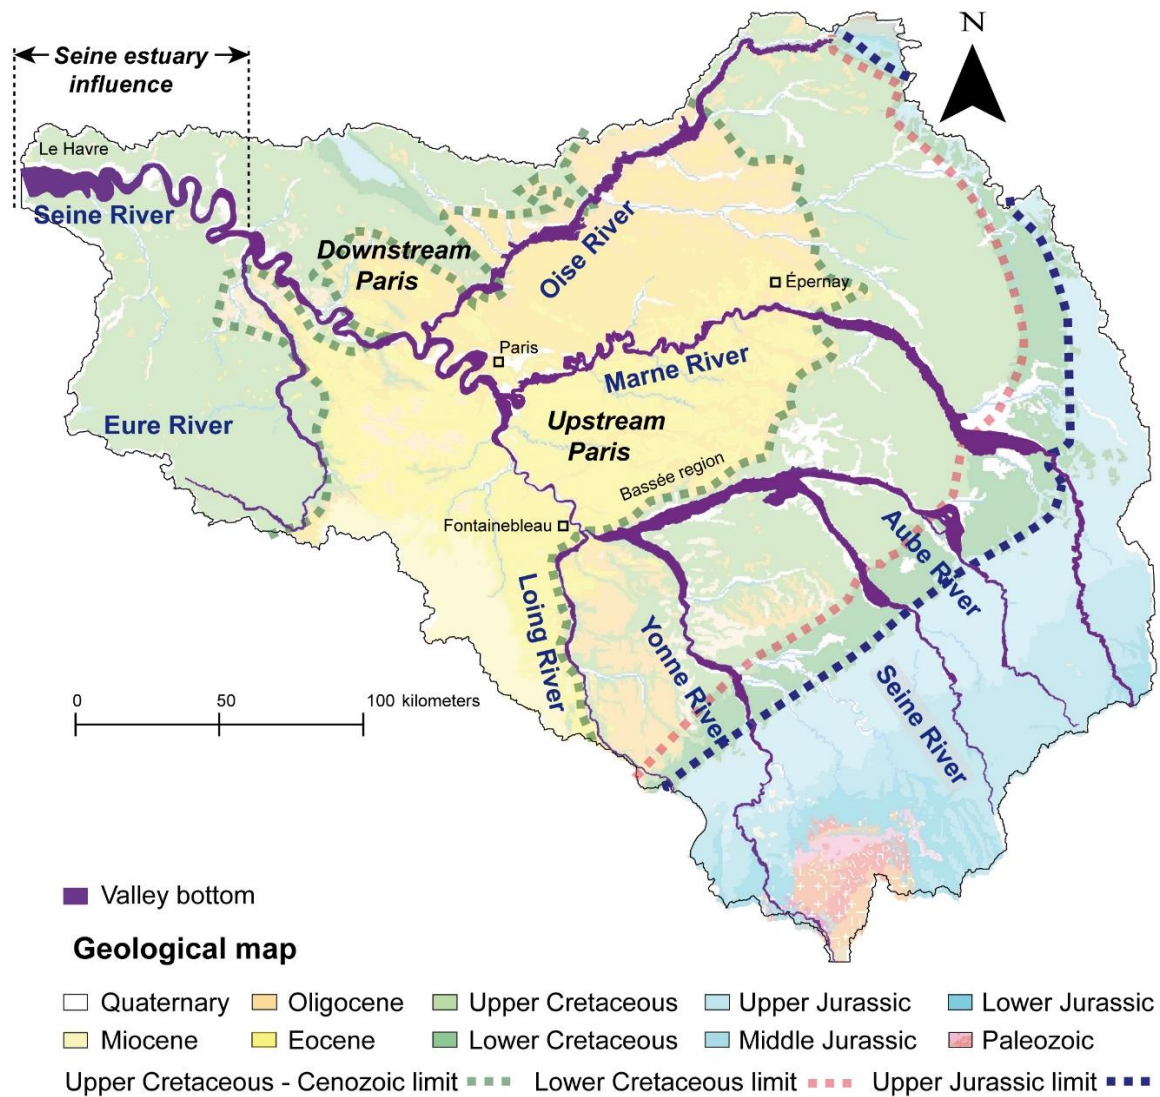 N
Seine estuary
influence
Le Havre
Seine River
Downstream
Paris
Oise River
Épernay
Paris
Marne River
Eure River
Upstream
Paris
Bassée region
Fontainebleau
Aube River
Loing River
Yonne River
Seine River
0 50 100 kilometers
Valley bottom
Geological map
Quaternary Oligocene Upper Cretaceous Upper Jurassic Lower Jurassic
Miocene Eocene Lower Cretaceous Middle Jurassic Paleozoic
Upper Cretaceous - Cenozoic limit Lower Cretaceous limit Upper Jurassic limit